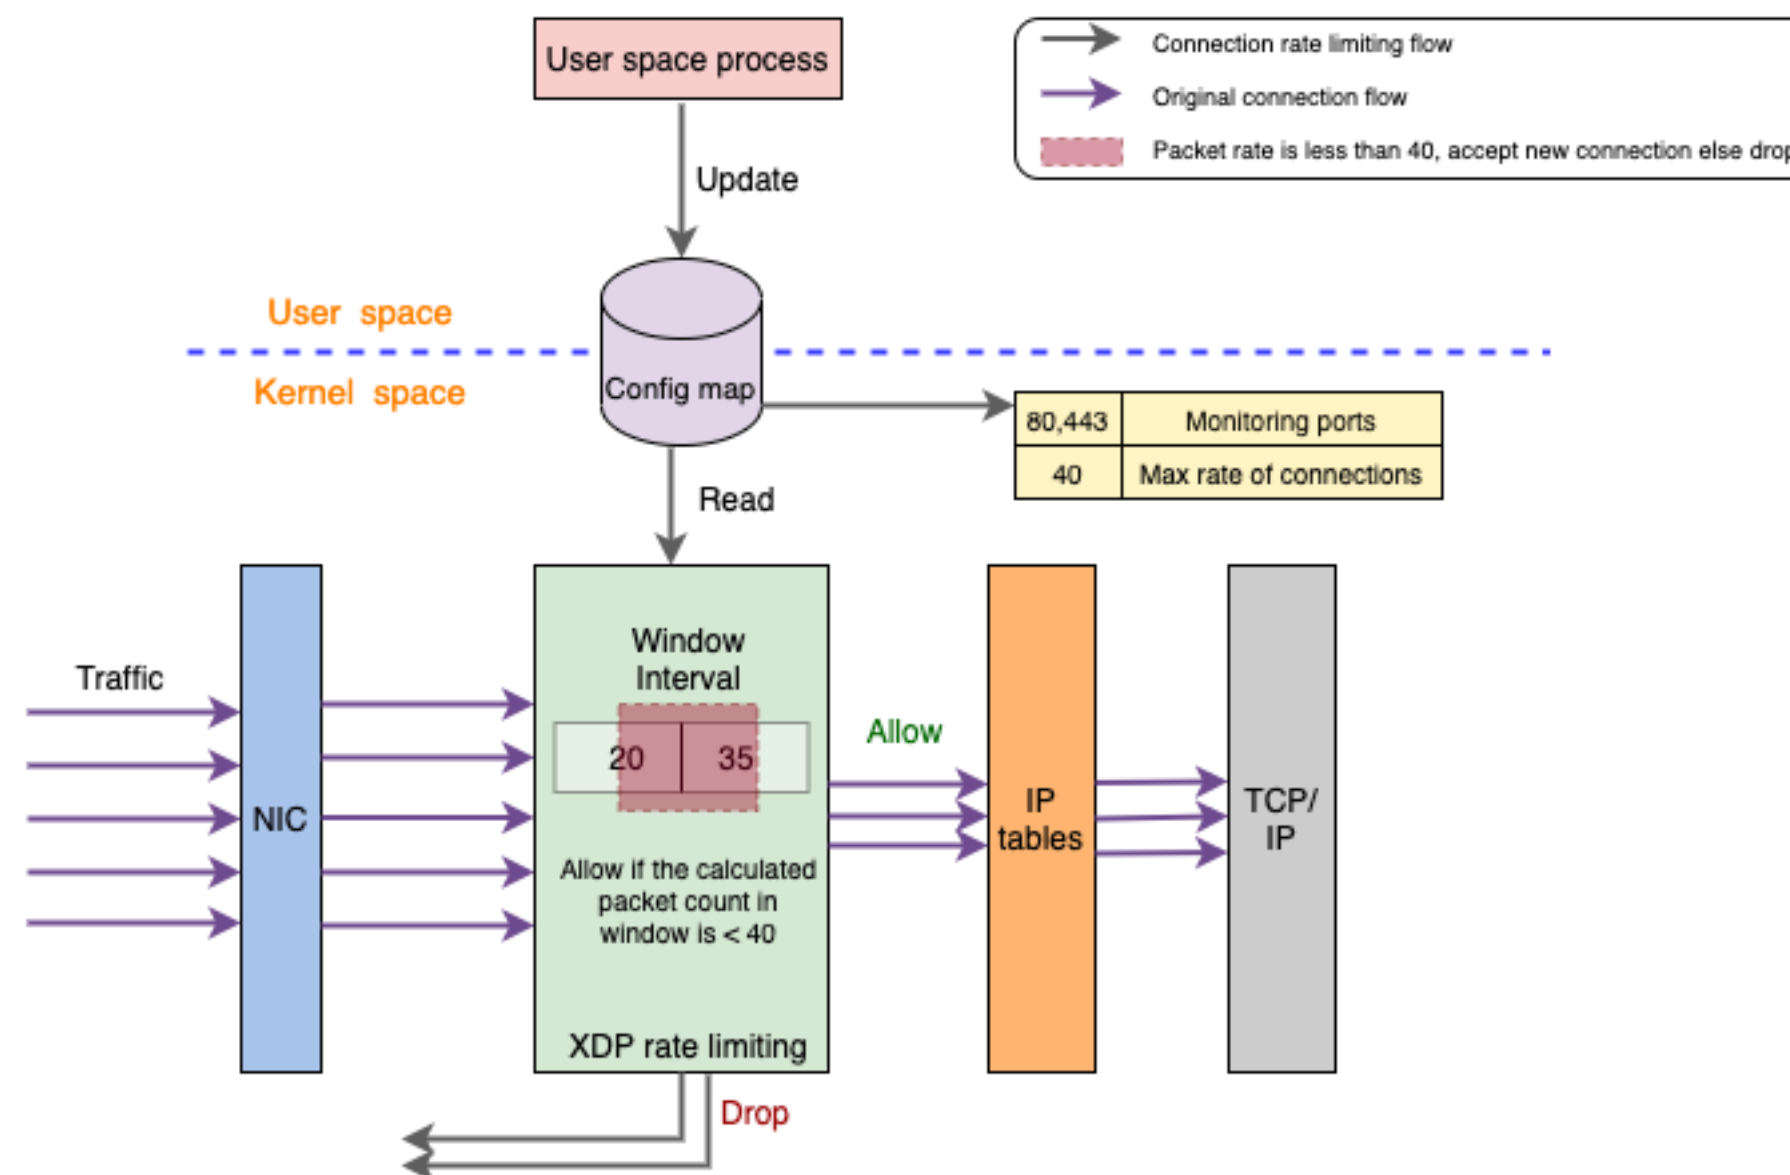 User space process
Connection rate limiting flow
Original connection flow
Packet rate is less than 40, accept new connection else drop
Update
User space
Kernel space
Config map
80,443 Monitoring ports
40 Max rate of connections
Read
Traffic
NIC
Window
Interval
20 35
Allow if the calculated
packet count in
window is < 40
XDP rate limiting
Allow
IP
tables
TCP/
IP
Drop